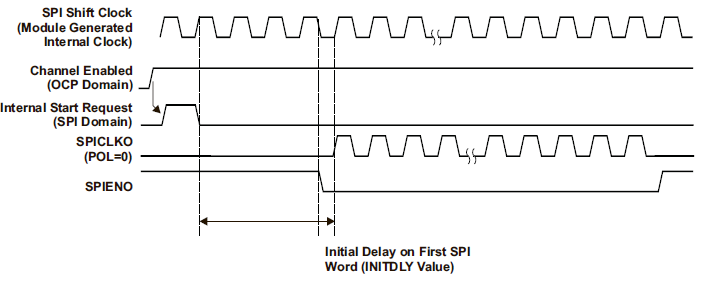 SPI Shift Clock
(Module Generated
Internal Clock)
Channel Enabled
(OCP Domain)
Internal Start Request
(SPI Domain)
SPICLKO
(POL=0)
SPIENO
Initial Delay on First SPI
Word (INITDLY Value)